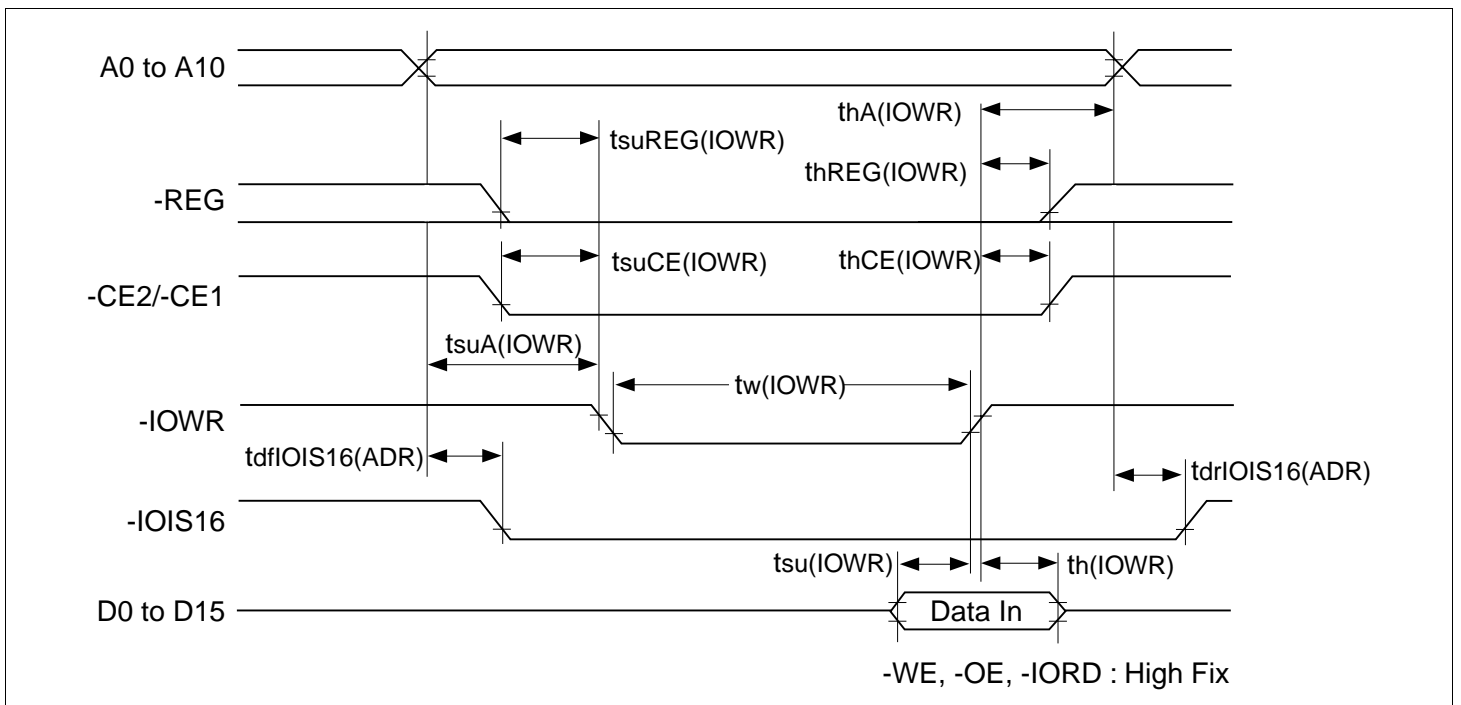 A0 to A10
thA(IOWR)
tsuREG(IOWR)
thREG(IOWR)
-REG
tsuCE(IOWR)
thCE(IOWR)
-CE2/-CE1
tsuA(IOWR)
tw(IOWR)
-IOWR
tdfIOIS16(ADR)
tdrIOIS16(ADR)
-IOIS16
tsu(IOWR)
th(IOWR)
D0 to D15
Data In
-WE, -OE, -IORD : High Fix